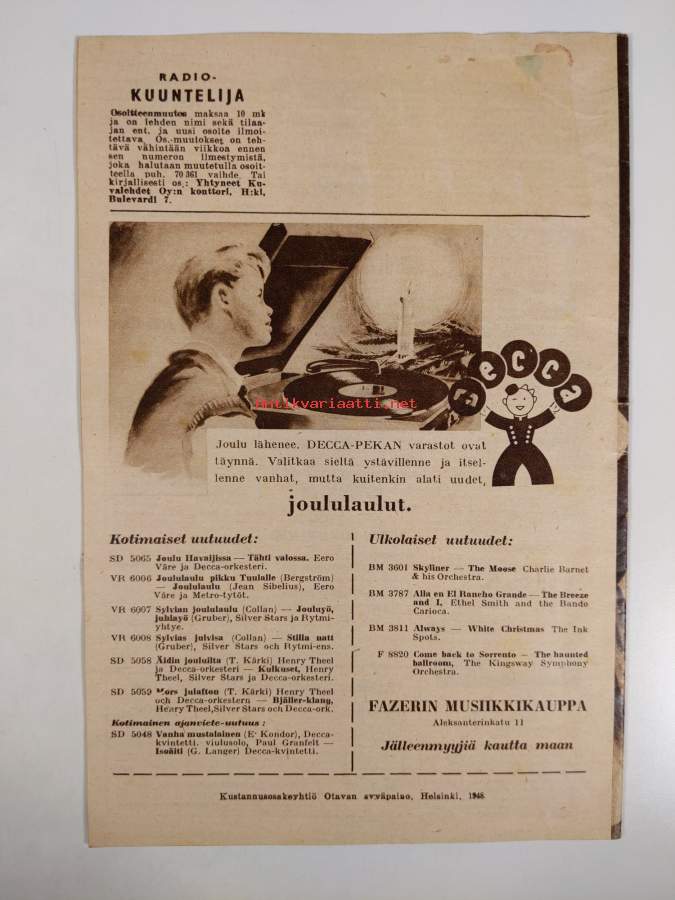 RADIO-
KUUNTELIJA
Osoitteenmuutos maksaa 10 mk
ja on lehden nimi sekä tilaa-
jan ent. ja uusi osoite ilmoi-
tettava. Os.-muutokset on teh-
tävä vähintään viikkoa ennen
sen numeron ilmestymistä,
joka halutaan muutetulla osoit-
teella puh. 70 361 vaihde. Tai
kirjallisesti os.: Yhtyneet Ku-
valehdet Oy:n konttori, H:ki,
Bulevardi 7.
Decca
antikvariaatti.net
Joulu lähenee. DECCA-PEKAN varastot ovat
täynnä. Valitkaa sieltä ystävillenne ja itsel-
lenne vanhat, mutta kuitenkin alati uudet,
joululaulut.
Kotimaiset uutuudet:
SD 5065 Joulu Havaijissa — Tähti valossa. Eero
Väre ja Decca-orkesteri.
VR 6006 Joululaulu pikku Tuulalle (Bergström)
— Joululaulu (Jean Sibelius), Eero
Väre ja Metro-tytöt.
VR 6007 Sylvian joululaulu (Collan) — Jouluyö,
juhlayö (Gruber), Silver Stars ja Rytmi-
yhtye.
VR 6008 Sylvias julvisa (Collan) — Stilla natt
(Gruber), Silver Stars och Rytmi-ens.
SD 5058 Äidin jouluilta (T. Kärki) Henry Theel
ja Decca-orkesteri — Kulkuset, Henry
Theel, Silver Stars ja Decca-orkesteri.
SD 5059 Mors julafton (T. Kärki) Henry Theel
och Decca-orkestern — Bjäller-klang,
Henry Theel, Silver Stars och Decca-ork.
Kotimainen ajanviete-uutuus:
SD 5048 Vanha mustalainen (E. Kondor), Decca-
kvintetti. viulusolo, Paul Granfelt —
Isoäiti (G. Langer) Decca-kvintetti.
Ulkolaiset uutuudet:
BM 3601 Skyliner — The Moose Charlie Barnet
& his Orchestra.
BM 3787 Alla en El Rancho Grande — The Breeze
and I, Ethel Smith and the Bando
Carioca.
BM 3811 Always — White Christmas The Ink
Spots.
F 8820 Come back to Sorrento — The haunted
ballroom, The Kingsway Symphony
Orchestra.
FAZERIN MUSIIKKIKAUPPA
Aleksanterinkatu 11
Jälleenmyyjiä kautta maan
Kustannusosakeyhtiö Otavan syväpaino, Helsinki, 1948.